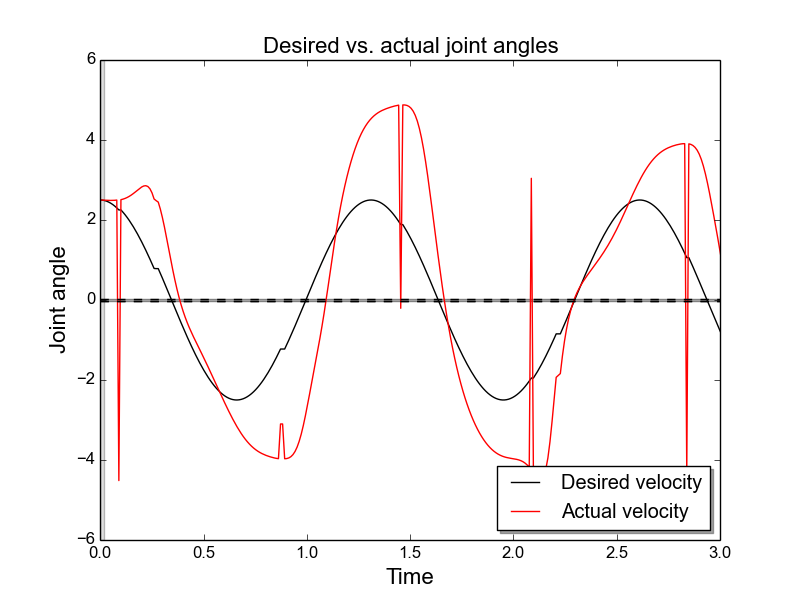 Desired vs. actual joint angles
6
4
2
0
−2
−4
−6
Joint angle
0.0 0.5 1.0 1.5 2.0 2.5 3.0
Time
Desired velocity
Actual velocity